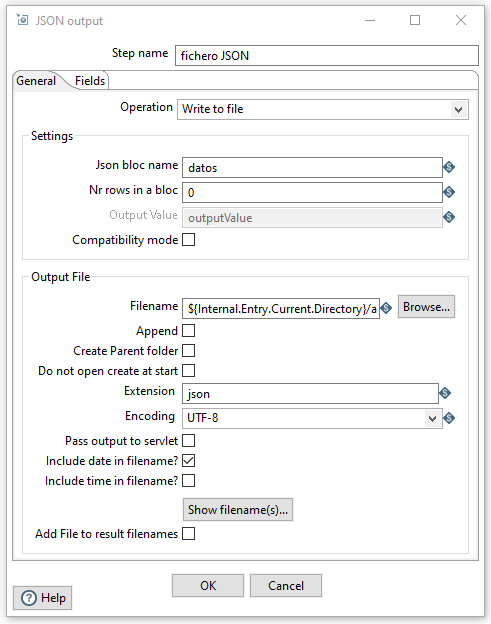 JSON output
Step name fichero JSON
General Fields
Operation Write to file
Settings
Json bloc name datos
Nr rows in a bloc 0
Output Value outputValue
Compatibility mode
Output File
Filename ${Internal.Entry.Current.Directory}/a Browse...
Append
Create Parent folder
Do not open create at start
Extension json
Encoding UTF-8
Pass output to servlet
Include date in filename?
Include time in filename?
Show filename(s)...
Add File to result filenames
OK Cancel
Help